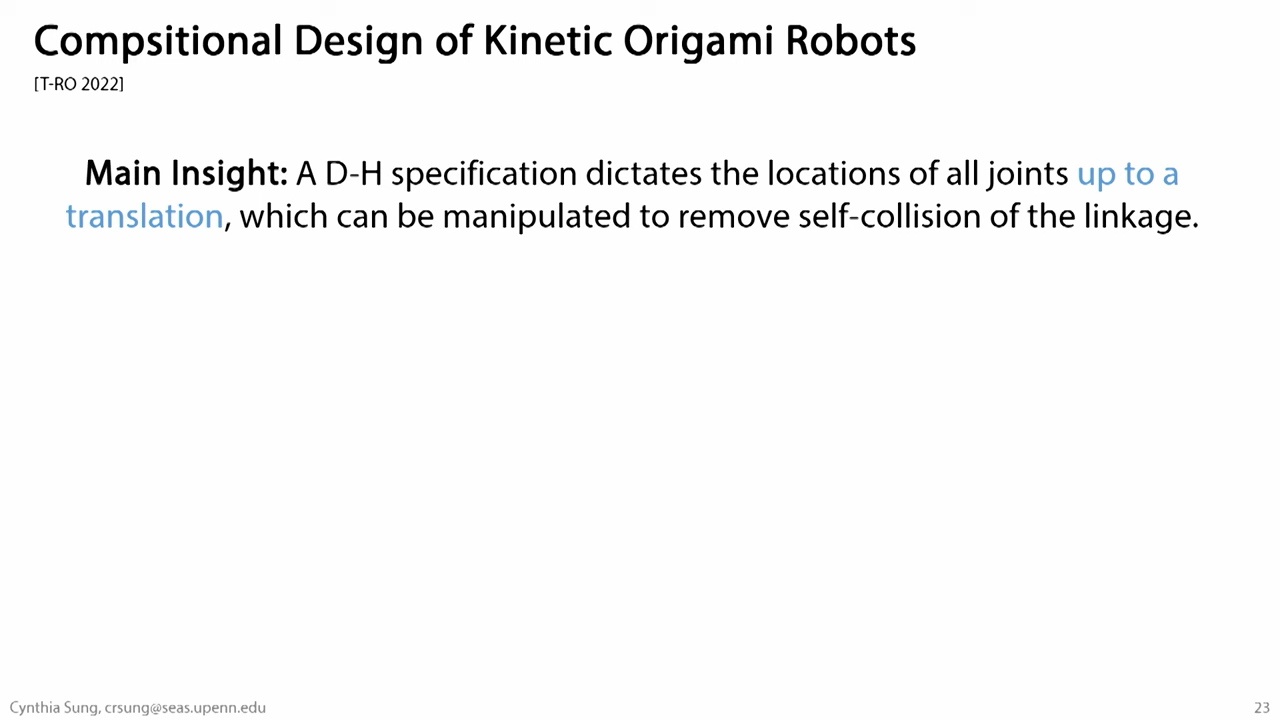 Compsitional Design of Kinetic Origami Robots
[T-RO 2022]
Main Insight: A D-H specification dictates the locations of all joints up to a
translation, which can be manipulated to remove self-collision of the linkage.
Cynthia Sung, crsung@seas.upenn.edu
23